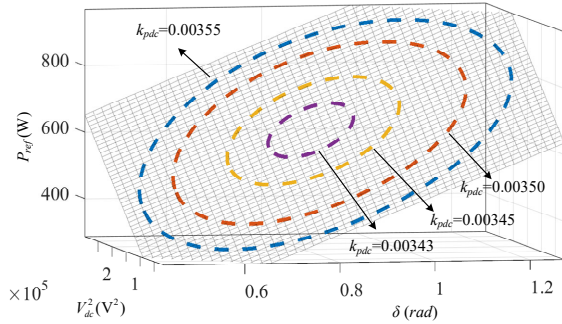 k_pdc=0.00355
800
600
400
P_ref(W)
k_pdc=0.00350
k_pdc=0.00345
k_pdc=0.00343
2
1
×10^5
V_dc^2(V^2)
0.6
0.8
1
1.2
δ (rad)